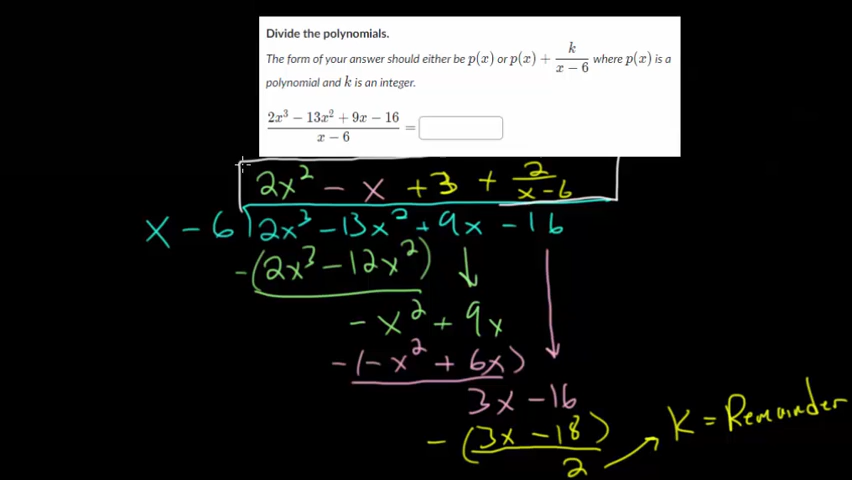 Divide the polynomials.
The form of your answer should either be p(x) or p(x) + k/(x − 6) where p(x) is a
polynomial and k is an integer.
(2x³ − 13x² + 9x − 16)/(x − 6) =
2x² − x + 3 + 2/(x−6)
x − 6 ) 2x³ − 13x² + 9x − 16
−(2x³ − 12x²)
− x² + 9x
−(−x² + 6x)
3x − 16
−(3x − 18)
2
K = Remainder